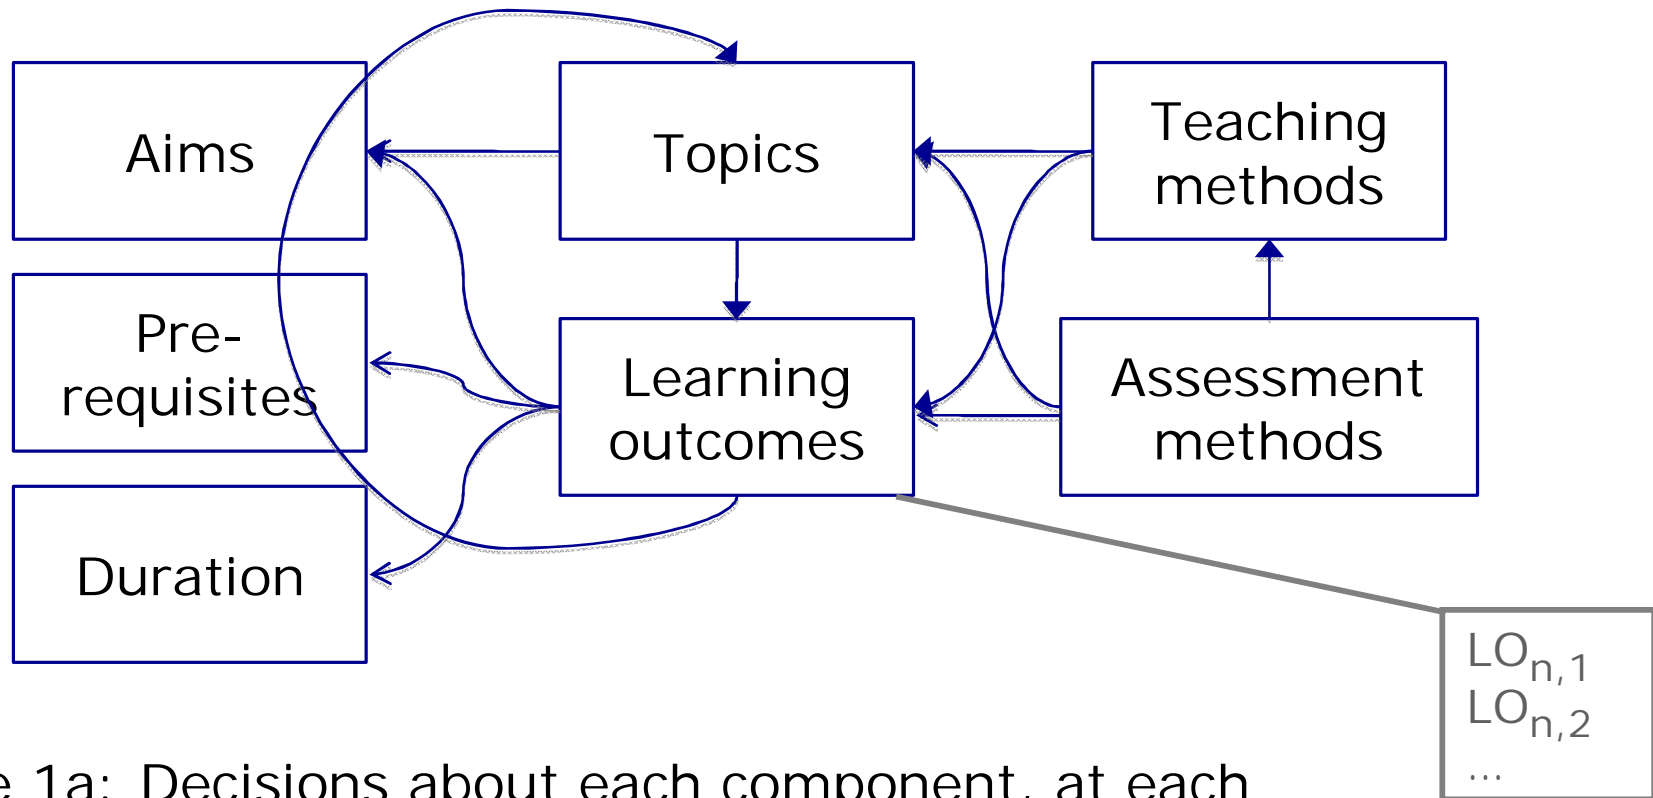 Aims
Topics
Teaching
methods
Pre-
requisites
Learning
outcomes
Assessment
methods
Duration
LOn,1
LOn,2
...
1a: Decisions about each component, at each